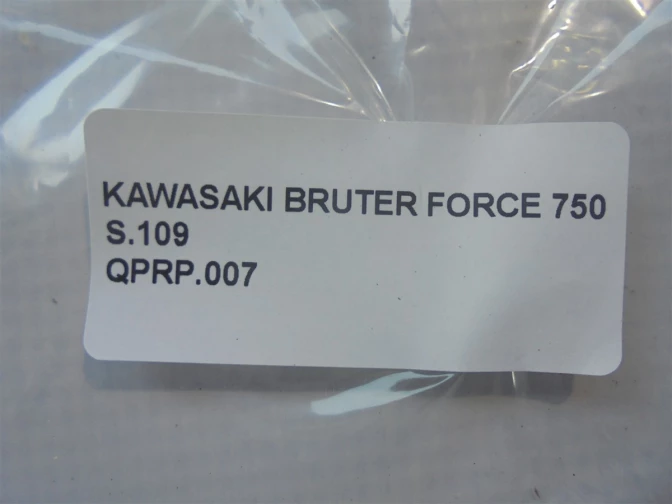 KAWASAKI BRUTER FORCE 750
S.109
QPRP.007